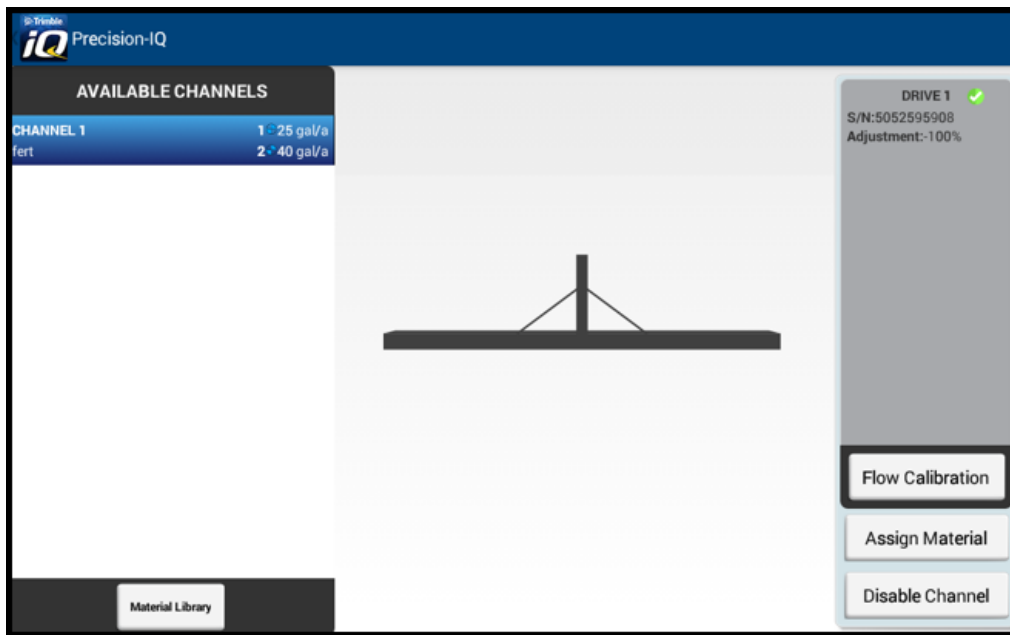 Trimble
iQ
Precision-IQ
AVAILABLE CHANNELS
CHANNEL 1 1 25 gal/a
fert 2 40 gal/a
Material Library
DRIVE 1
S/N:5052595908
Adjustment:-100%
Flow Calibration
Assign Material
Disable Channel